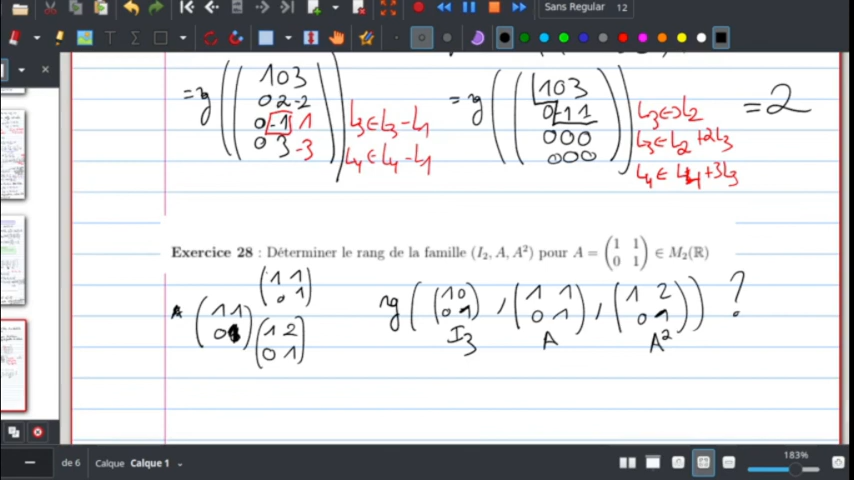 Sans Regular 12
= rg ( ( 1 0 3
0 2 -2
0 -1 1
0 3 -3 ) )
L3 ← L3 - L1
L4 ← L4 - L1
= rg ( ( 1 0 3
0 -1 1
0 0 0
0 0 0 ) )
L3 ↔ L2
L3 ← L2 + 2L3
L4 ← L4 + 3L3
= 2
Exercice 28 : Déterminer le rang de la famille (I₂, A, A²) pour A = ( 1 1 0 1 ) ∈ M₂(ℝ)
( 1 1
0 1 )
A ( 1 1
0 1 ) ( 1 2
0 1 )
rg ( ( 1 0 0 1 ) , ( 1 1 0 1 ) , ( 1 2 0 1 ) ) ?
I3 A A²
de 6 Calque Calque 1 183%